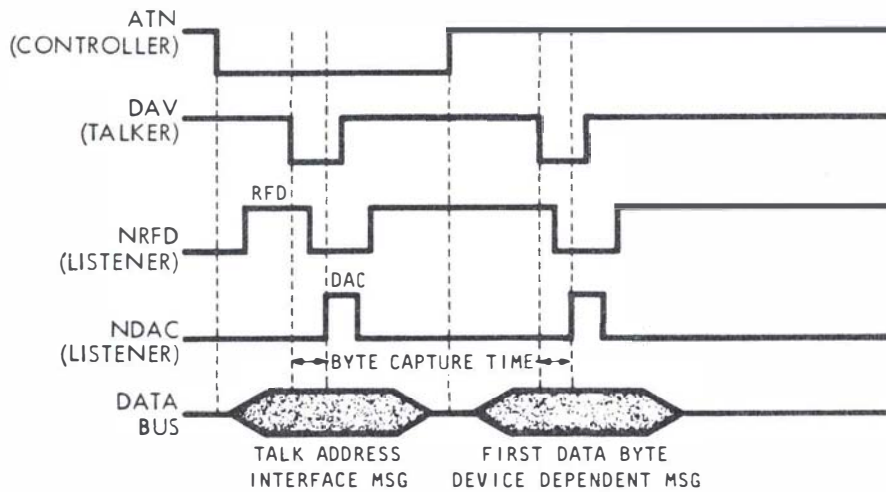 ATN
(CONTROLLER)
DAV
(TALKER)
RFD
NRFD
(LISTENER)
DAC
NDAC
(LISTENER)
BYTE CAPTURE TIME
DATA
BUS
TALK ADDRESS
INTERFACE MSG
FIRST DATA BYTE
DEVICE DEPENDENT MSG